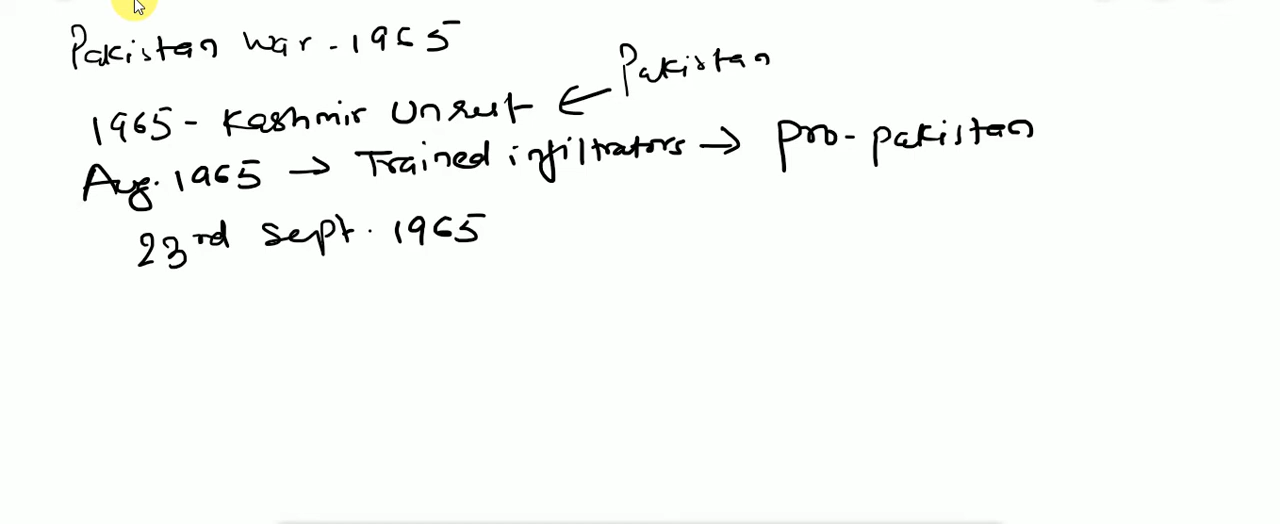 Pakistan war - 1965
1965 - Kashmir Unrest ← Pakistan
Aug. 1965 → Trained infiltrators → pro-pakistan
23rd Sept. 1965